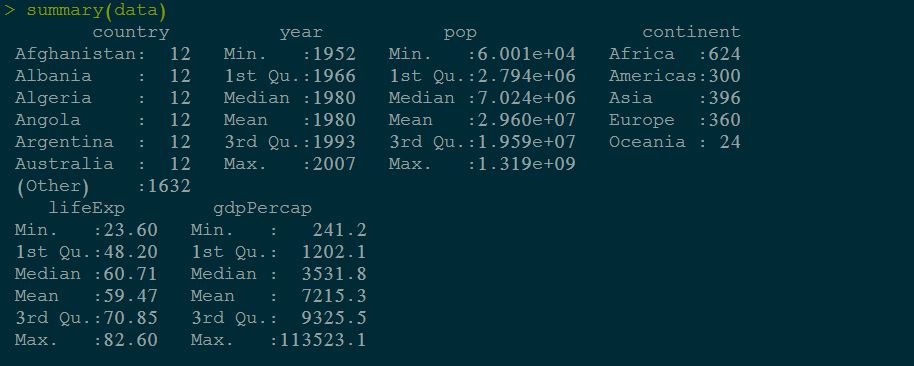 > summary(data)
        country         year           pop               continent
 Afghanistan:  12   Min.   :1952   Min.   :6.001e+04   Africa  :624
 Albania    :  12   1st Qu.:1966   1st Qu.:2.794e+06   Americas:300
 Algeria    :  12   Median :1980   Median :7.024e+06   Asia    :396
 Angola     :  12   Mean   :1980   Mean   :2.960e+07   Europe  :360
 Argentina  :  12   3rd Qu.:1993   3rd Qu.:1.959e+07   Oceania : 24
 Australia  :  12   Max.   :2007   Max.   :1.319e+09
 (Other)    :1632
    lifeExp        gdpPercap
 Min.   :23.60   Min.   :   241.2
 1st Qu.:48.20   1st Qu.:  1202.1
 Median :60.71   Median :  3531.8
 Mean   :59.47   Mean   :  7215.3
 3rd Qu.:70.85   3rd Qu.:  9325.5
 Max.   :82.60   Max.   :113523.1